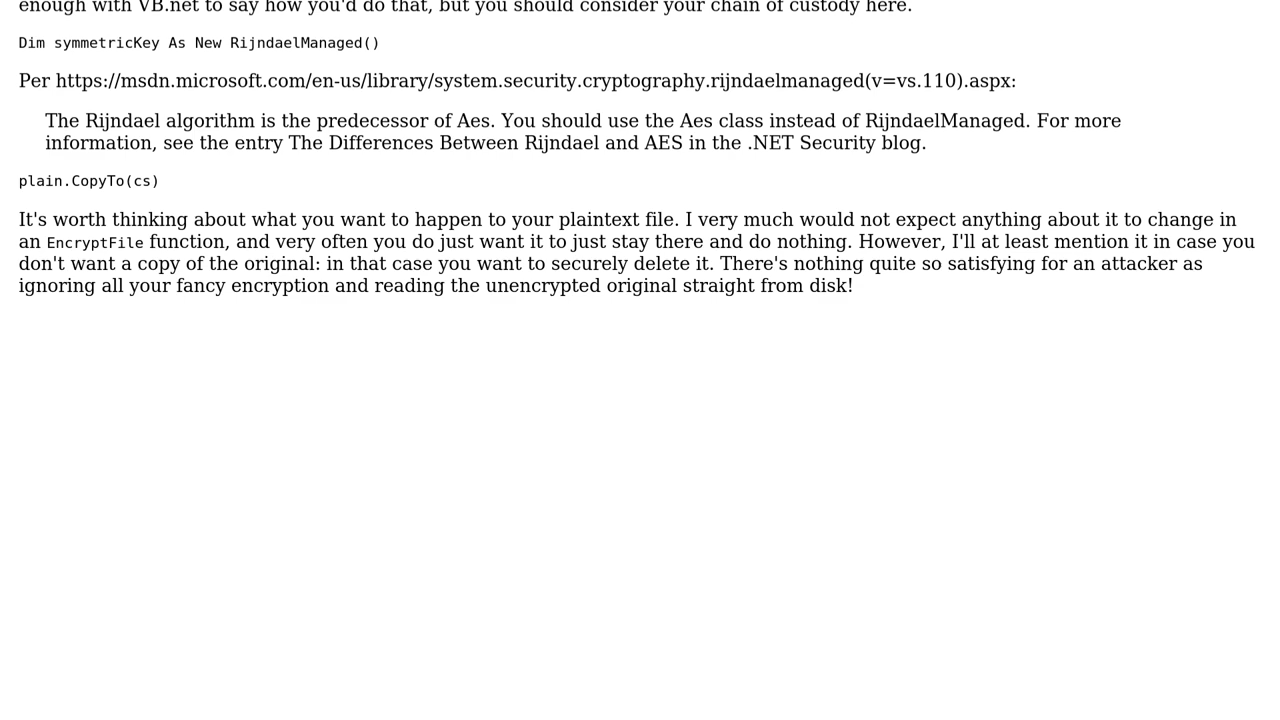 enough with VB.net to say how you'd do that, but you should consider your chain of custody here.
Dim symmetricKey As New RijndaelManaged()
Per https://msdn.microsoft.com/en-us/library/system.security.cryptography.rijndaelmanaged(v=vs.110).aspx:
The Rijndael algorithm is the predecessor of Aes. You should use the Aes class instead of RijndaelManaged. For more
information, see the entry The Differences Between Rijndael and AES in the .NET Security blog.
plain.CopyTo(cs)
It's worth thinking about what you want to happen to your plaintext file. I very much would not expect anything about it to change in
an EncryptFile function, and very often you do just want it to just stay there and do nothing. However, I'll at least mention it in case you
don't want a copy of the original: in that case you want to securely delete it. There's nothing quite so satisfying for an attacker as
ignoring all your fancy encryption and reading the unencrypted original straight from disk!